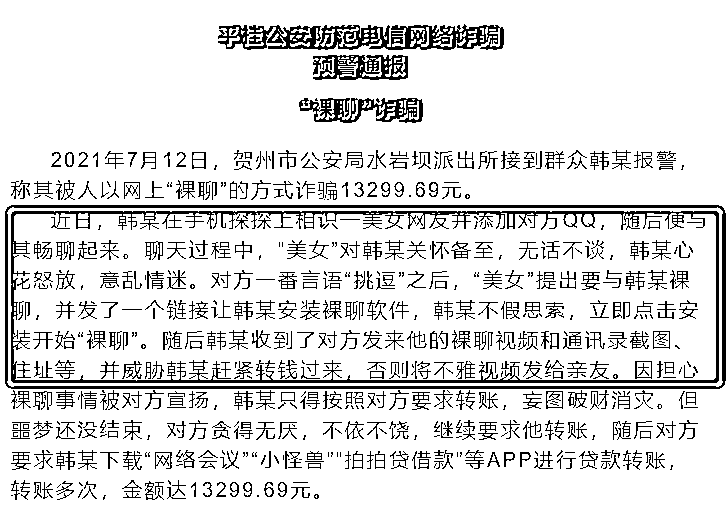 平桂公安防范电信网络诈骗
预警通报
“裸聊”诈骗
2021年7月12日，贺州市公安局水岩坝派出所接到群众韩某报警，
称其被人以网上“裸聊”的方式诈骗13299.69元。
近日，韩某在手机探探上相识一美女网友并添加对方QQ，随后便与
其畅聊起来。聊天过程中，"美女”对韩某关怀备至，无话不谈，韩某心
花怒放，意乱情迷。对方一番言语“挑逗”之后，“美女”提出要与韩某裸
聊，并发了一个链接让韩某安装裸聊软件，韩某不假思索，立即点击安
装开始“裸聊”。随后韩某收到了对方发来他的裸聊视频和通讯录截图、
住址等，并威胁韩某赶紧转钱过来，否则将不雅视频发给亲友。因担心
裸聊事情被对方宣扬，韩某只得按照对方要求转账，妄图破财消灾。但
噩梦还没结束，对方贪得无厌，不依不饶，继续要求他转账，随后对方
要求韩某下载“网络会议”“小怪兽”"拍拍贷借款”等APP进行贷款转账，
转账多次，金额达13299.69元。